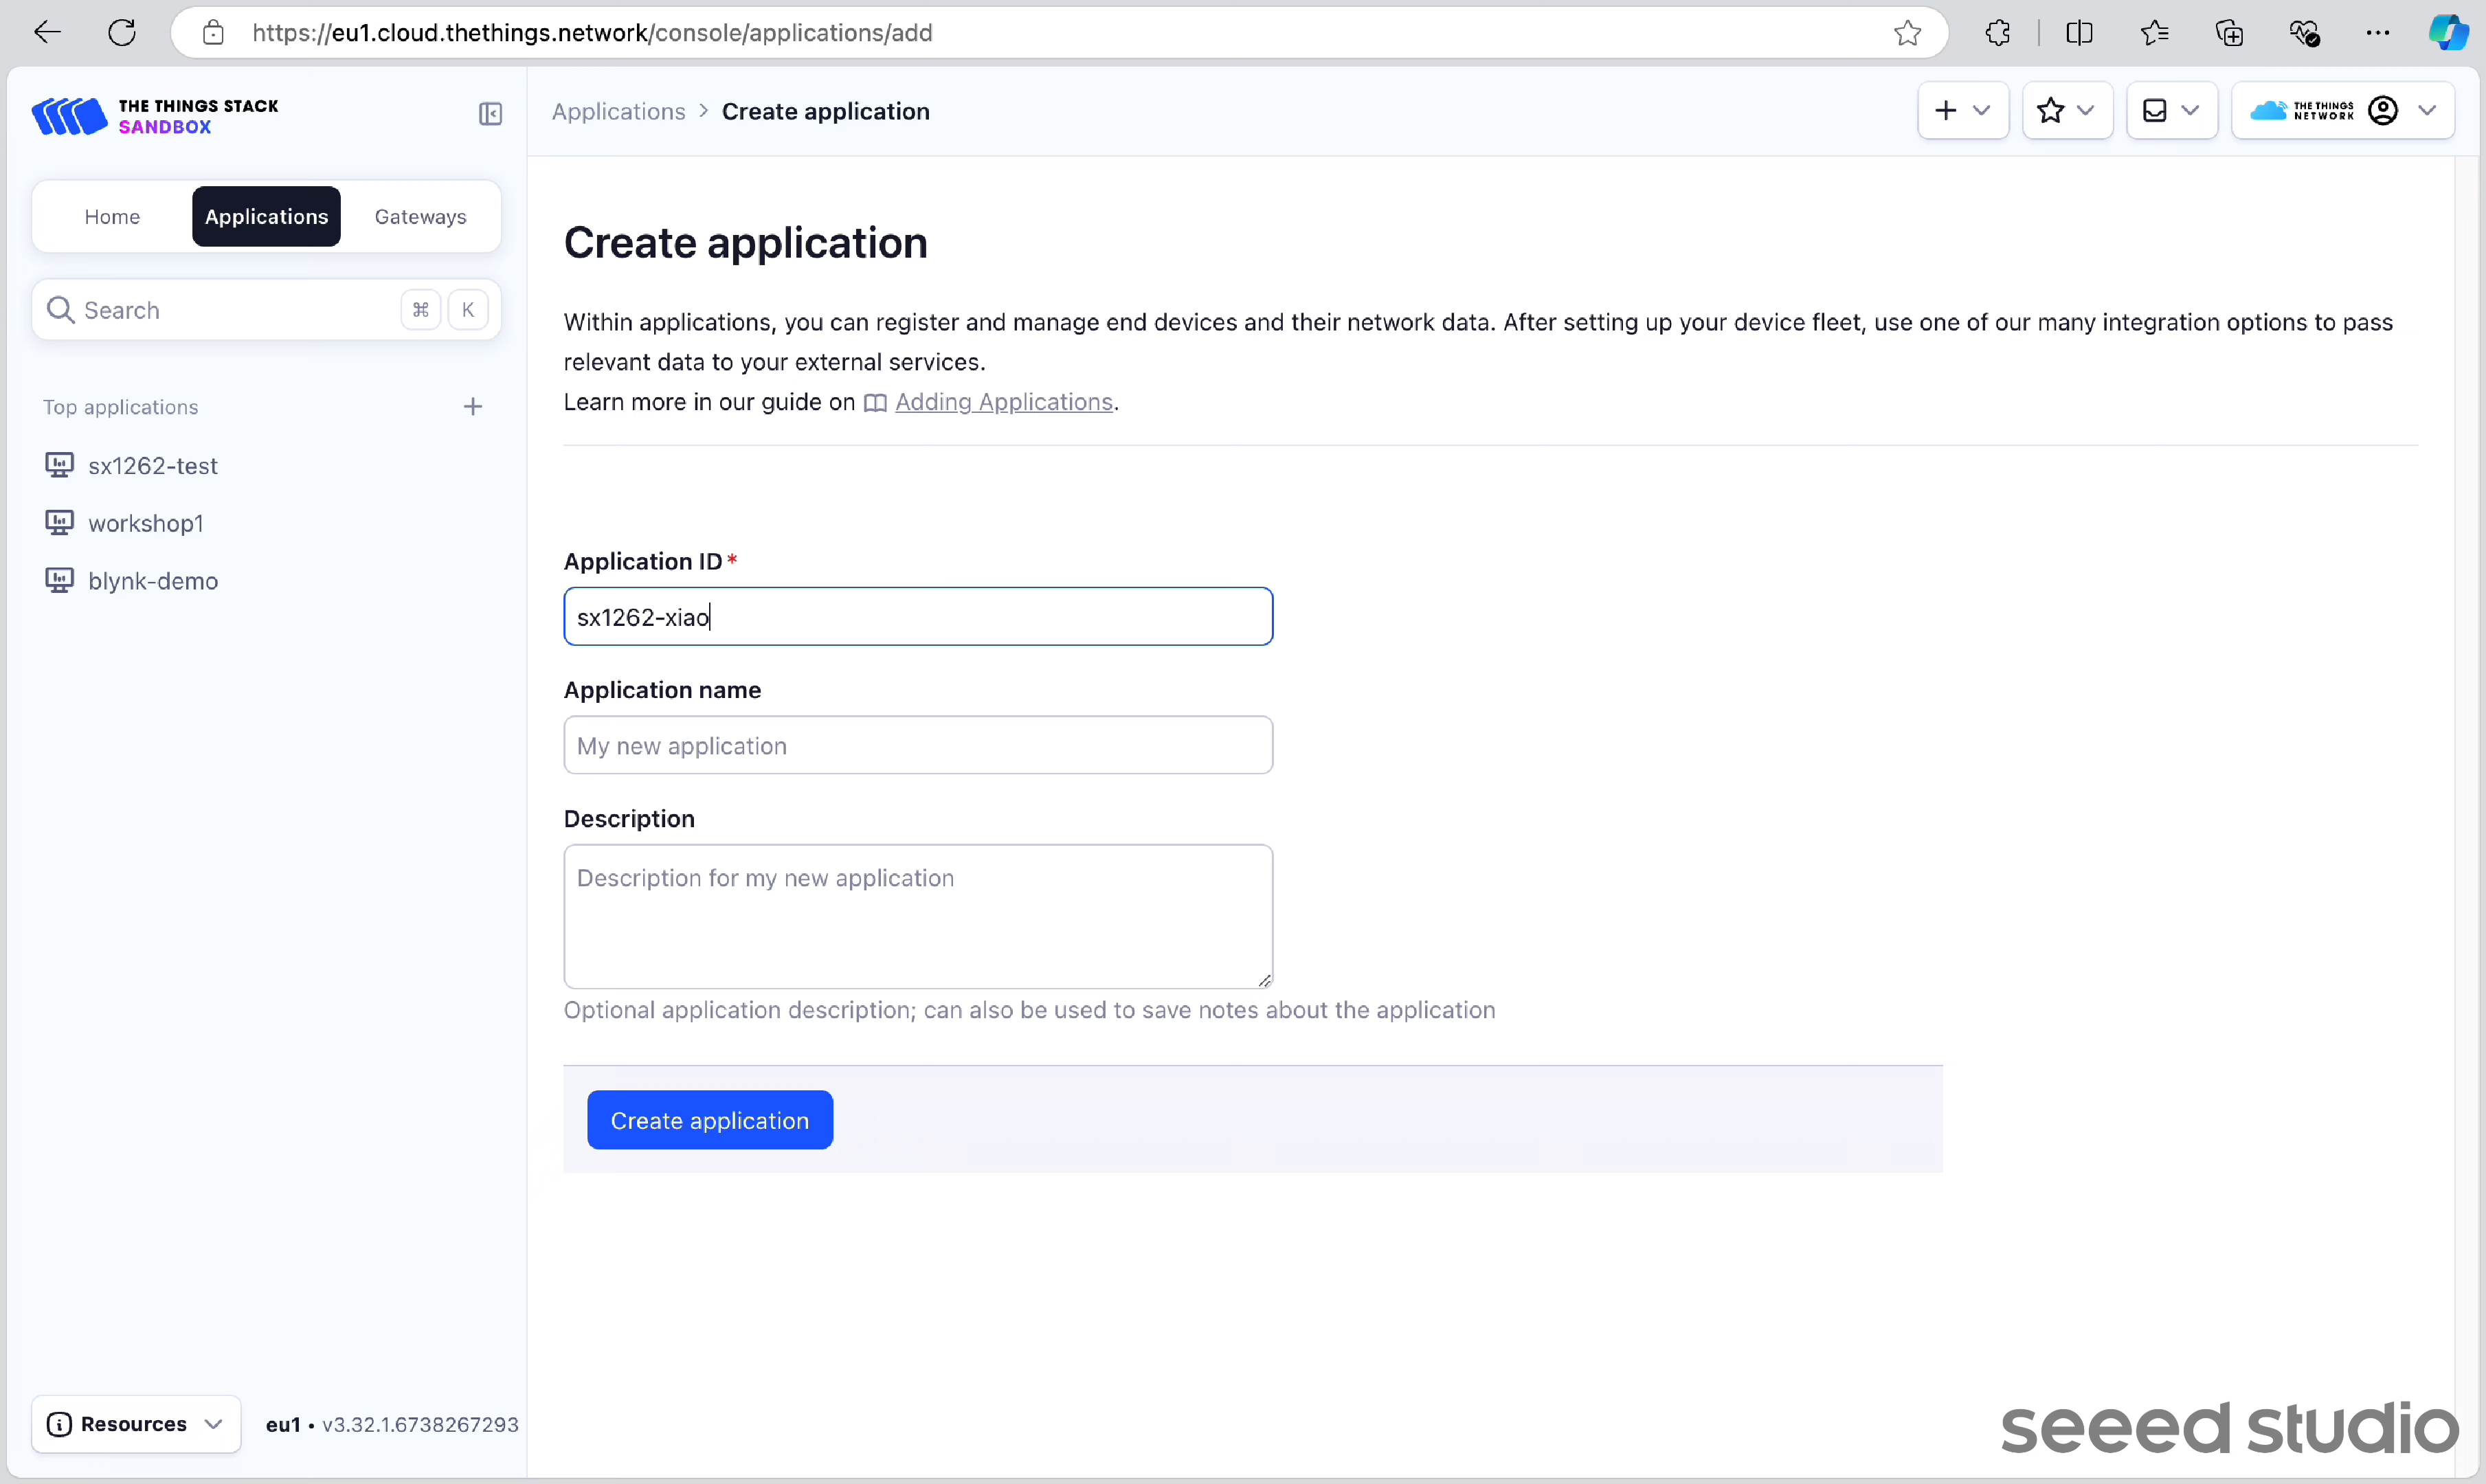 https://eu1.cloud.thethings.network/console/applications/add
THE THINGS STACK
SANDBOX
Applications > Create application
THE THINGS
NETWORK
Home
Applications
Gateways
Search
⌘ K
Top applications
sx1262-test
workshop1
blynk-demo
Create application
Within applications, you can register and manage end devices and their network data. After setting up your device fleet, use one of our many integration options to pass
relevant data to your external services.
Learn more in our guide on Adding Applications.
Application ID*
sx1262-xiao
Application name
My new application
Description
Description for my new application
Optional application description; can also be used to save notes about the application
Create application
Resources
eu1 • v3.32.1.6738267293
seeed studio